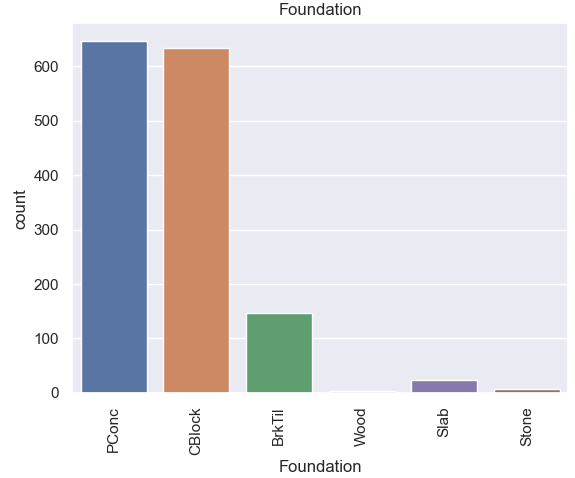 Foundation
600
500
400
300
200
100
0
count
PConc
CBlock
BrkTil
Wood
Slab
Stone
Foundation